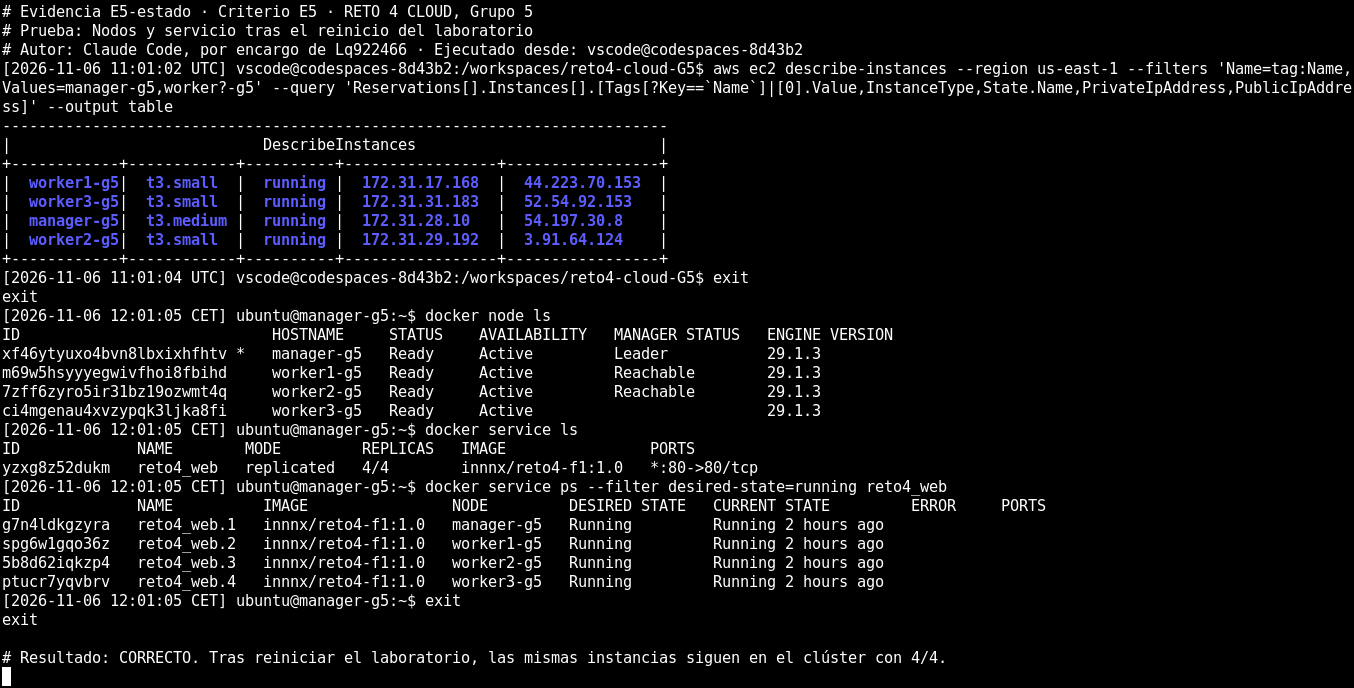 # Evidencia E5-estado · Criterio E5 · RETO 4 CLOUD, Grupo 5
# Prueba: Nodos y servicio tras el reinicio del laboratorio
# Autor: Claude Code, por encargo de Lq922466 · Ejecutado desde: vscode@codespaces-8d43b2
[2026-11-06 11:01:02 UTC] vscode@codespaces-8d43b2:/workspaces/reto4-cloud-G5$ aws ec2 describe-instances --region us-east-1 --filters 'Name=tag:Name,
Values=manager-g5,worker?-g5' --query 'Reservations[].Instances[].[Tags[?Key==`Name`]|[0].Value,InstanceType,State.Name,PrivateIpAddress,PublicIpAddre
ss]' --output table
--------------------------------------------------------------------------
|                            DescribeInstances                           |
+------------+------------+----------+-----------------+-----------------+
|  worker1-g5|  t3.small  |  running |  172.31.17.168  |  44.223.70.153  |
|  worker3-g5|  t3.small  |  running |  172.31.31.183  |  52.54.92.153   |
|  manager-g5|  t3.medium |  running |  172.31.28.10   |  54.197.30.8    |
|  worker2-g5|  t3.small  |  running |  172.31.29.192  |  3.91.64.124    |
+------------+------------+----------+-----------------+-----------------+
[2026-11-06 11:01:04 UTC] vscode@codespaces-8d43b2:/workspaces/reto4-cloud-G5$ exit
exit
[2026-11-06 12:01:05 CET] ubuntu@manager-g5:~$ docker node ls
ID                            HOSTNAME     STATUS    AVAILABILITY   MANAGER STATUS   ENGINE VERSION
xf46ytyuxo4bvn8lbxixhfhtv *   manager-g5   Ready     Active         Leader           29.1.3
m69w5hsyyyegwivfhoi8fbihd     worker1-g5   Ready     Active         Reachable        29.1.3
7zff6zyro5ir31bz19ozwmt4q     worker2-g5   Ready     Active         Reachable        29.1.3
ci4mgenau4xvzypqk3ljka8fi     worker3-g5   Ready     Active                          29.1.3
[2026-11-06 12:01:05 CET] ubuntu@manager-g5:~$ docker service ls
ID             NAME        MODE         REPLICAS   IMAGE                PORTS
yzxg8z52dukm   reto4_web   replicated   4/4        innnx/reto4-f1:1.0   *:80->80/tcp
[2026-11-06 12:01:05 CET] ubuntu@manager-g5:~$ docker service ps --filter desired-state=running reto4_web
ID             NAME          IMAGE                NODE         DESIRED STATE   CURRENT STATE         ERROR     PORTS
g7n4ldkgzyra   reto4_web.1   innnx/reto4-f1:1.0   manager-g5   Running         Running 2 hours ago
spg6w1gqo36z   reto4_web.2   innnx/reto4-f1:1.0   worker1-g5   Running         Running 2 hours ago
5b8d62iqkzp4   reto4_web.3   innnx/reto4-f1:1.0   worker2-g5   Running         Running 2 hours ago
ptucr7yqvbrv   reto4_web.4   innnx/reto4-f1:1.0   worker3-g5   Running         Running 2 hours ago
[2026-11-06 12:01:05 CET] ubuntu@manager-g5:~$ exit
exit

# Resultado: CORRECTO. Tras reiniciar el laboratorio, las mismas instancias siguen en el clúster con 4/4.